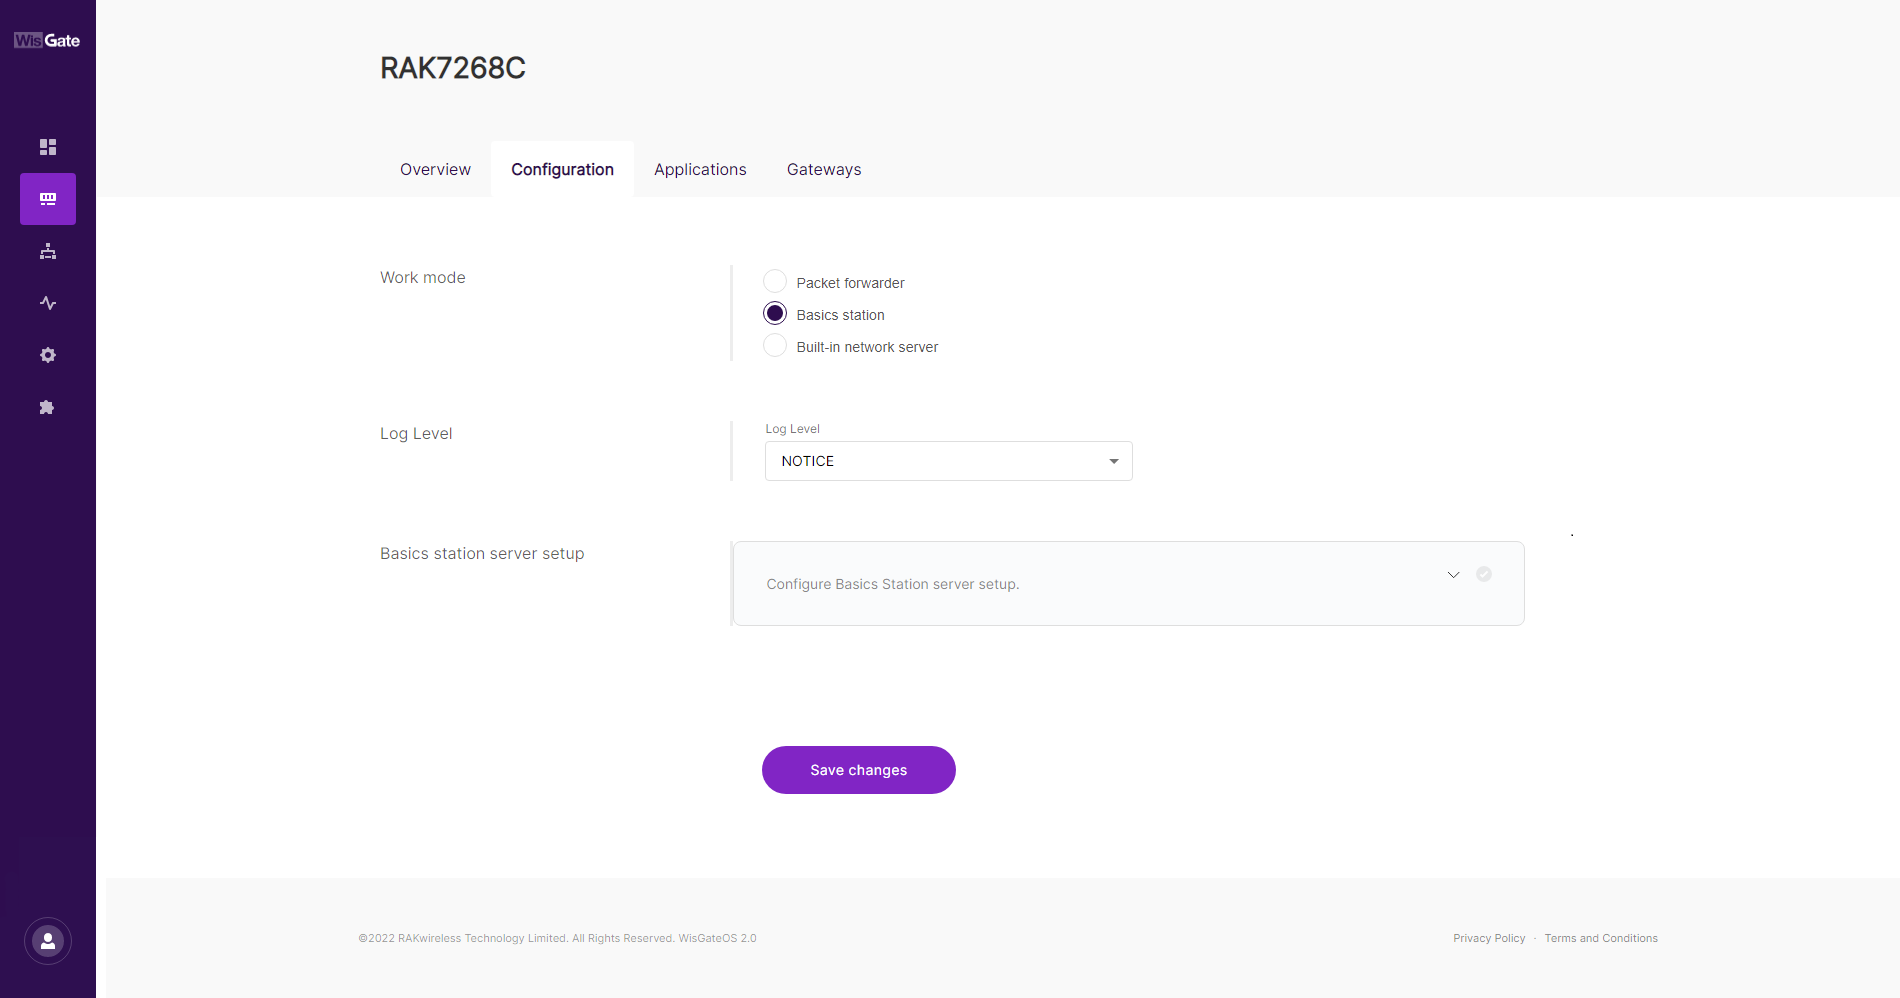 WisGate
RAK7268C
Overview
Configuration
Applications
Gateways
Work mode
Packet forwarder
Basics station
Built-in network server
Log Level
Log Level
NOTICE
Basics station server setup
Configure Basics Station server setup.
Save changes
©2022 RAKwireless Technology Limited. All Rights Reserved. WisGateOS 2.0
Privacy Policy · Terms and Conditions